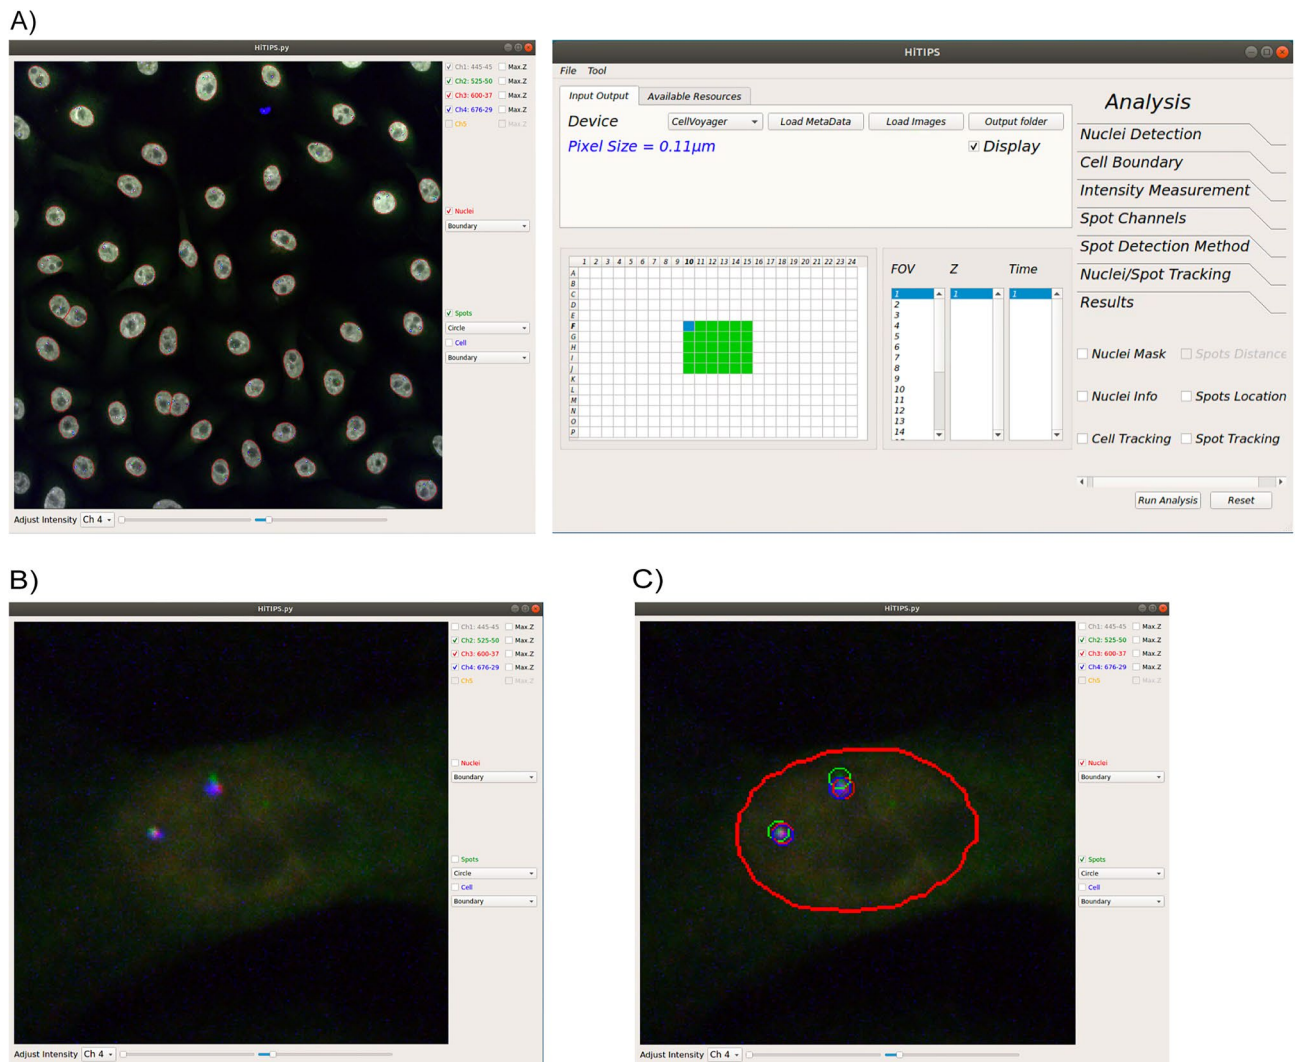 A)
HiTIPS.py
Ch1: 445-45 Max.Z
Ch2: 525-50 Max.Z
Ch3: 600-37 Max.Z
Ch4: 676-29 Max.Z
Ch5 Max.Z
Nuclei
Boundary
Spots
Circle
Cell
Boundary
Adjust Intensity Ch 4
HiTIPS
File Tool
Input Output Available Resources
Device CellVoyager Load MetaData Load Images Output folder
Pixel Size = 0.11μm Display
1 2 3 4 5 6 7 8 9 10 11 12 13 14 15 16 17 18 19 20 21 22 23 24
A
B
C
D
E
F
G
H
I
J
K
L
M
N
O
P
FOV Z Time
1 1 1
2
3
4
5
6
7
8
9
10
11
12
13
14
Analysis
Nuclei Detection
Cell Boundary
Intensity Measurement
Spot Channels
Spot Detection Method
Nuclei/Spot Tracking
Results
Nuclei Mask Spots Distance
Nuclei Info Spots Location
Cell Tracking Spot Tracking
Run Analysis Reset
B)
HiTIPS.py
Ch1: 445-45 Max.Z
Ch2: 525-50 Max.Z
Ch3: 600-37 Max.Z
Ch4: 676-29 Max.Z
Ch5 Max.Z
Nuclei
Boundary
Spots
Circle
Cell
Boundary
Adjust Intensity Ch 4
C)
HiTIPS.py
Ch1: 445-45 Max.Z
Ch2: 525-50 Max.Z
Ch3: 600-37 Max.Z
Ch4: 676-29 Max.Z
Ch5 Max.Z
Nuclei
Boundary
Spots
Circle
Cell
Boundary
Adjust Intensity Ch 4